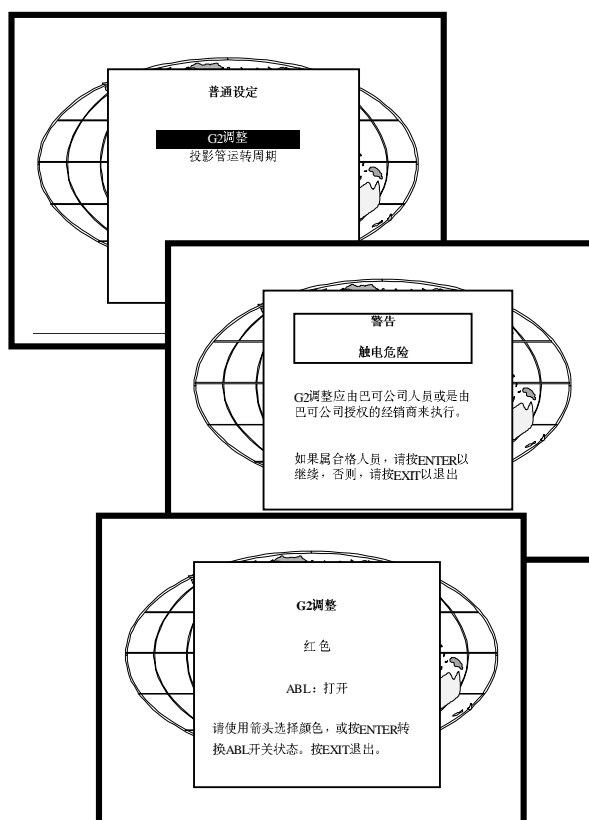 普通设定
G2调整
投影管运转周期
警告
触电危险
G2调整应由巴可公司人员或是由
巴可公司授权的经销商来执行。
如果属合格人员，请按ENTER以
继续，否则，请按EXIT以退出
G2调整
红色
ABL：打开
请使用箭头选择颜色，或按ENTER转
换ABL开关状态。按EXIT退出。